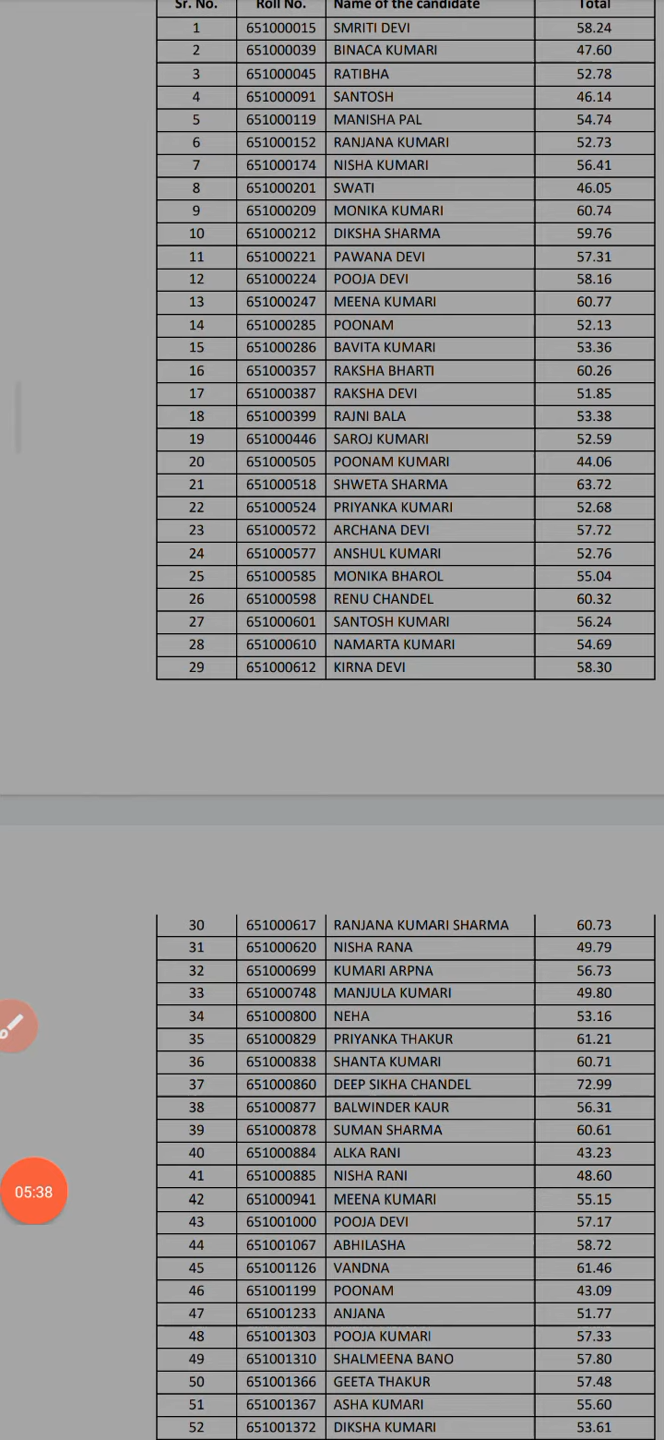 Sr. No. Roll No. Name of the candidate Total
1 651000015 SMRITI DEVI 58.24
2 651000039 BINACA KUMARI 47.60
3 651000045 RATIBHA 52.78
4 651000091 SANTOSH 46.14
5 651000119 MANISHA PAL 54.74
6 651000152 RANJANA KUMARI 52.73
7 651000174 NISHA KUMARI 56.41
8 651000201 SWATI 46.05
9 651000209 MONIKA KUMARI 60.74
10 651000212 DIKSHA SHARMA 59.76
11 651000221 PAWANA DEVI 57.31
12 651000224 POOJA DEVI 58.16
13 651000247 MEENA KUMARI 60.77
14 651000285 POONAM 52.13
15 651000286 BAVITA KUMARI 53.36
16 651000357 RAKSHA BHARTI 60.26
17 651000387 RAKSHA DEVI 51.85
18 651000399 RAJNI BALA 53.38
19 651000446 SAROJ KUMARI 52.59
20 651000505 POONAM KUMARI 44.06
21 651000518 SHWETA SHARMA 63.72
22 651000524 PRIYANKA KUMARI 52.68
23 651000572 ARCHANA DEVI 57.72
24 651000577 ANSHUL KUMARI 52.76
25 651000585 MONIKA BHAROL 55.04
26 651000598 RENU CHANDEL 60.32
27 651000601 SANTOSH KUMARI 56.24
28 651000610 NAMARTA KUMARI 54.69
29 651000612 KIRNA DEVI 58.30
30 651000617 RANJANA KUMARI SHARMA 60.73
31 651000620 NISHA RANA 49.79
32 651000699 KUMARI ARPNA 56.73
33 651000748 MANJULA KUMARI 49.80
34 651000800 NEHA 53.16
35 651000829 PRIYANKA THAKUR 61.21
36 651000838 SHANTA KUMARI 60.71
37 651000860 DEEP SIKHA CHANDEL 72.99
38 651000877 BALWINDER KAUR 56.31
39 651000878 SUMAN SHARMA 60.61
40 651000884 ALKA RANI 43.23
41 651000885 NISHA RANI 48.60
05:38
42 651000941 MEENA KUMARI 55.15
43 651001000 POOJA DEVI 57.17
44 651001067 ABHILASHA 58.72
45 651001126 VANDNA 61.46
46 651001199 POONAM 43.09
47 651001233 ANJANA 51.77
48 651001303 POOJA KUMARI 57.33
49 651001310 SHALMEENA BANO 57.80
50 651001366 GEETA THAKUR 57.48
51 651001367 ASHA KUMARI 55.60
52 651001372 DIKSHA KUMARI 53.61